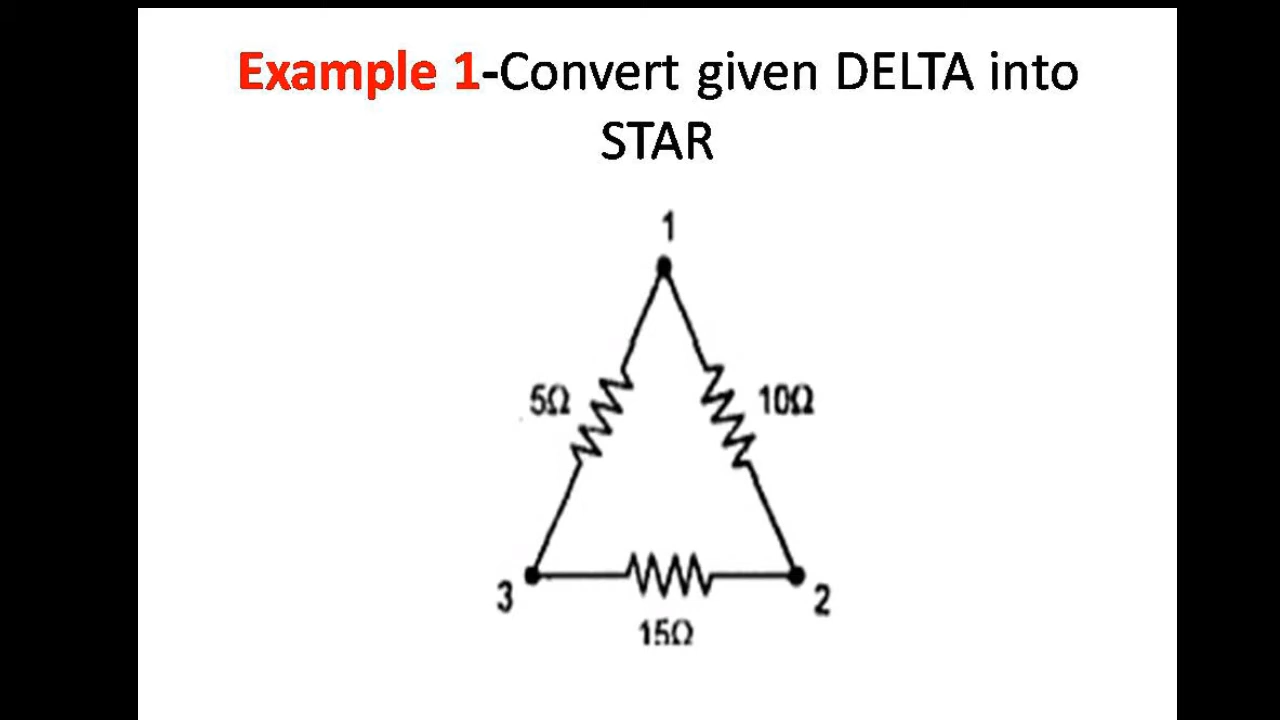 Example 1-Convert given DELTA into
STAR
1
5Ω
10Ω
3
2
15Ω